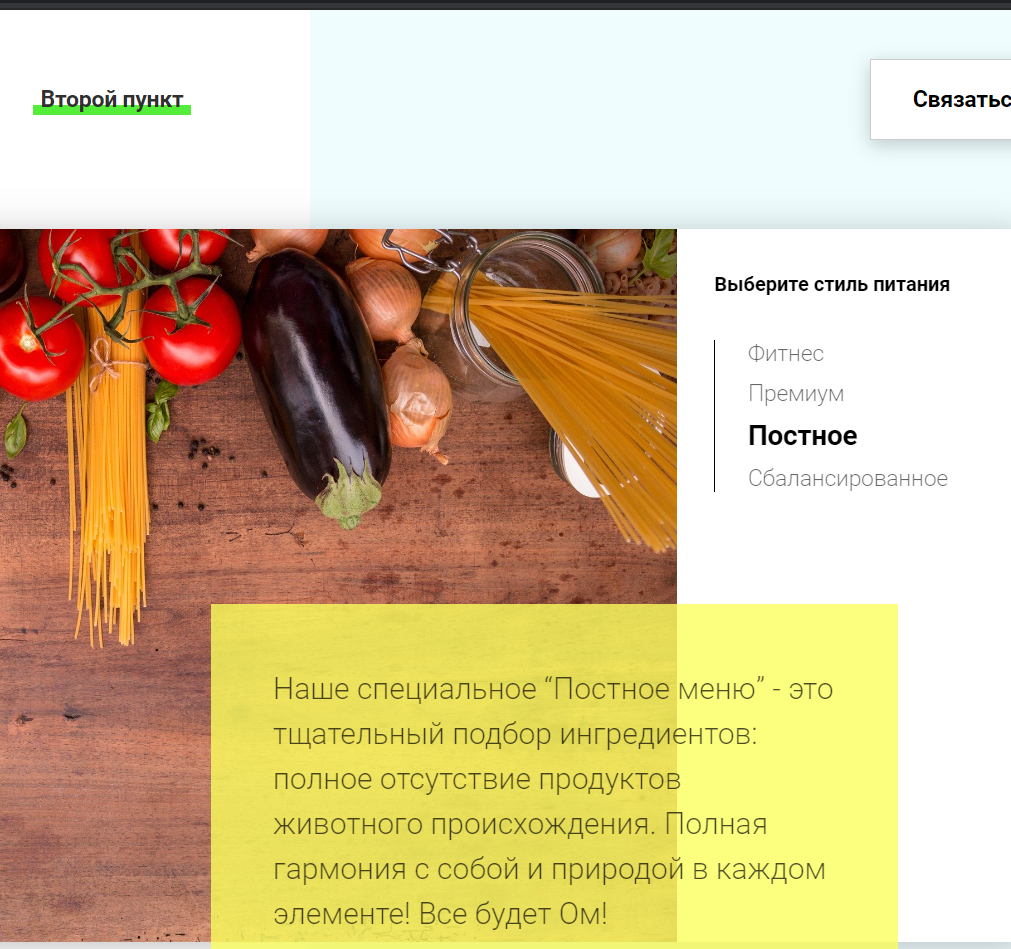 Второй пункт
Выберите стиль питания
Фитнес
Премиум
Постное
Сбалансированное
Наше специальное “Постное меню” - это
тщательный подбор ингредиентов:
полное отсутствие продуктов
животного происхождения. Полная
гармония с собой и природой в каждом
элементе! Все будет Ом!